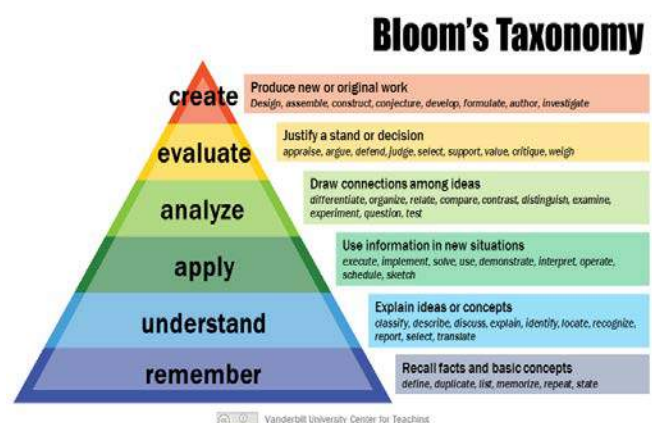 Bloom's Taxonomy
create
Produce new or original work
Design, assemble, construct, conjecture, develop, formulate, author, investigate
evaluate
Justify a stand or decision
appraise, argue, defend, judge, select, support, value, critique, weigh
analyze
Draw connections among ideas
differentiate, organize, relate, compare, contrast, distinguish, examine,
experiment, question, test
apply
Use information in new situations
execute, implement, solve, use, demonstrate, interpret, operate,
schedule, sketch
understand
Explain ideas or concepts
classify, describe, discuss, explain, identify, locate, recognize,
report, select, translate
remember
Recall facts and basic concepts
define, duplicate, list, memorize, repeat, state
Vanderbilt University Center for Teaching